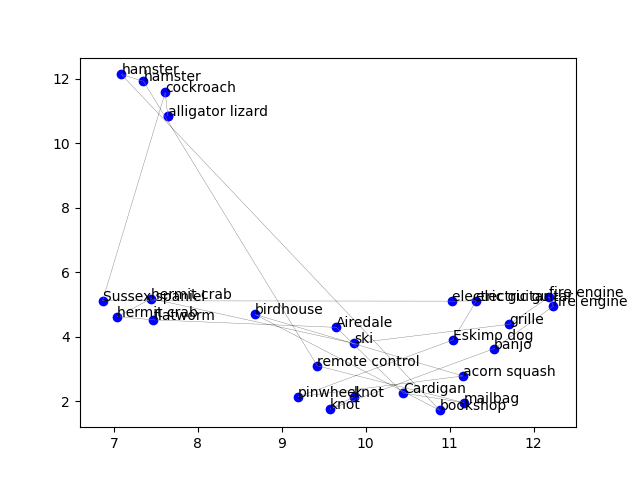 hamster
hamster
cockroach
alligator lizard
Sussex spaniel
hermit crab
electric guitar
electric guitar
fire engine
fire engine
hermit crab
flatworm
birdhouse
Airedale
grille
ski
Eskimo dog
banjo
remote control
acorn squash
pinwheel
knot
Cardigan
mailbag
knot
bookshop
12
10
8
6
4
2
7
8
9
10
11
12